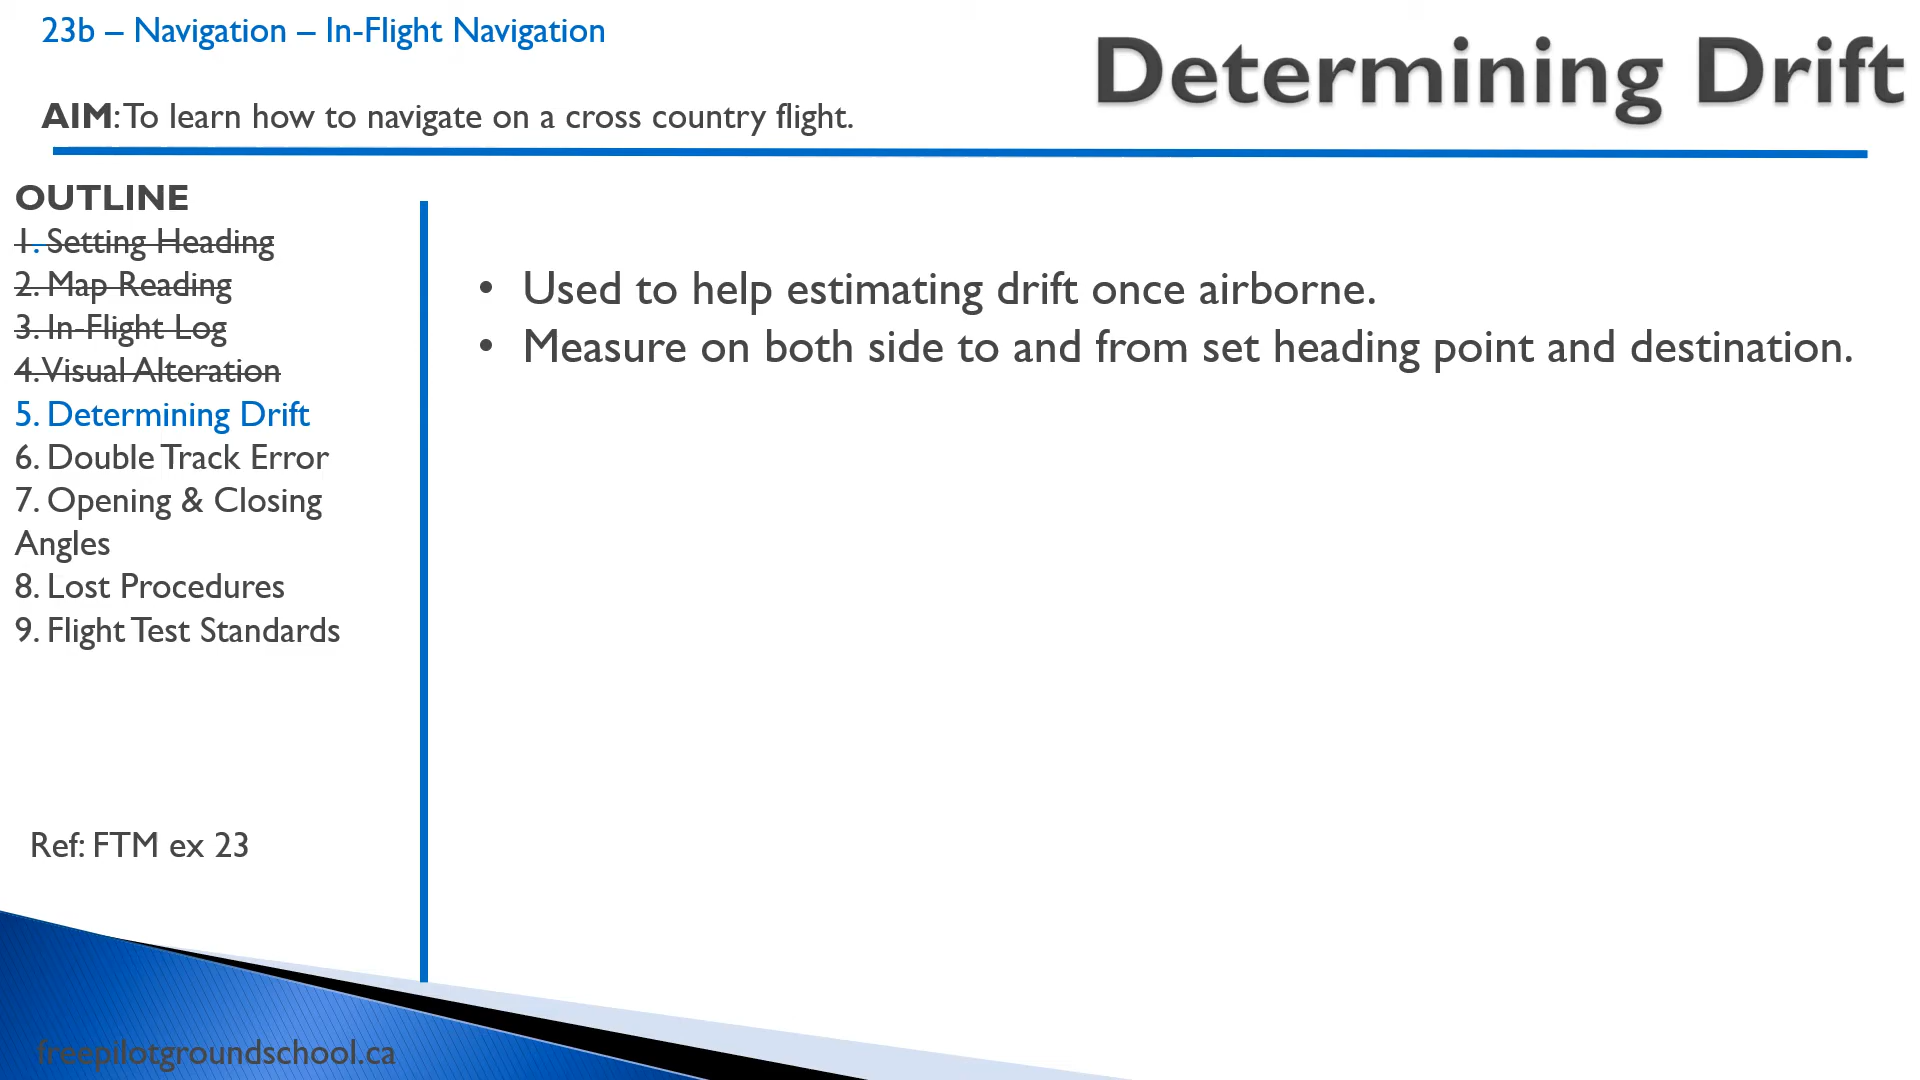 23b – Navigation – In-Flight Navigation
Determining Drift
AIM: To learn how to navigate on a cross country flight.
OUTLINE
1. Setting Heading
2. Map Reading
3. In-Flight Log
4. Visual Alteration
5. Determining Drift
6. Double Track Error
7. Opening & Closing
Angles
8. Lost Procedures
9. Flight Test Standards
• Used to help estimating drift once airborne.
• Measure on both side to and from set heading point and destination.
Ref: FTM ex 23
freepilotgroundschool.ca